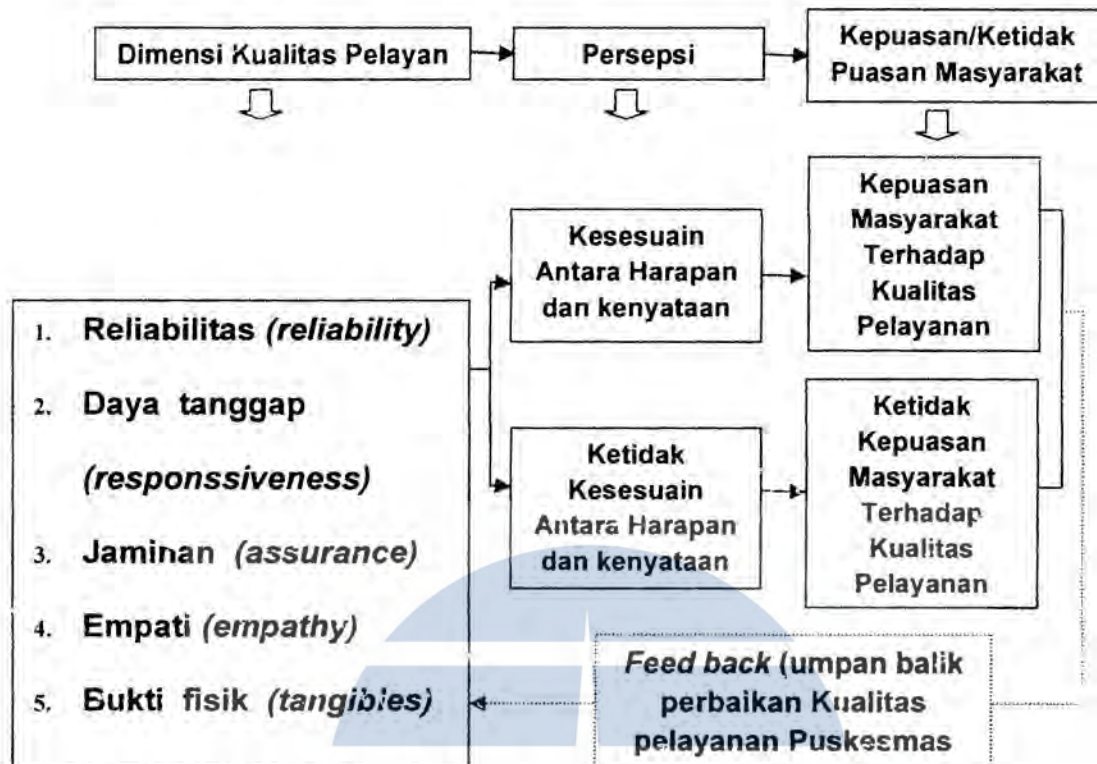 Dimensi Kualitas Pelayan
Persepsi
Kepuasan/Ketidak
Puasan Masyarakat
Kesesuain
Antara Harapan
dan kenyataan
Kepuasan
Masyarakat
Terhadap
Kualitas
Pelayanan
1. Reliabilitas (reliability)
2. Daya tanggap
(responssiveness)
3. Jaminan (assurance)
4. Empati (empathy)
5. Bukti fisik (tangibles)
Ketidak
Kesesuain
Antara Harapan
dan kenyataan
Ketidak
Kepuasan
Masyarakat
Terhadap
Kualitas
Pelayanan
Feed back (umpan balik
perbaikan Kualitas
pelayanan Puskesmas